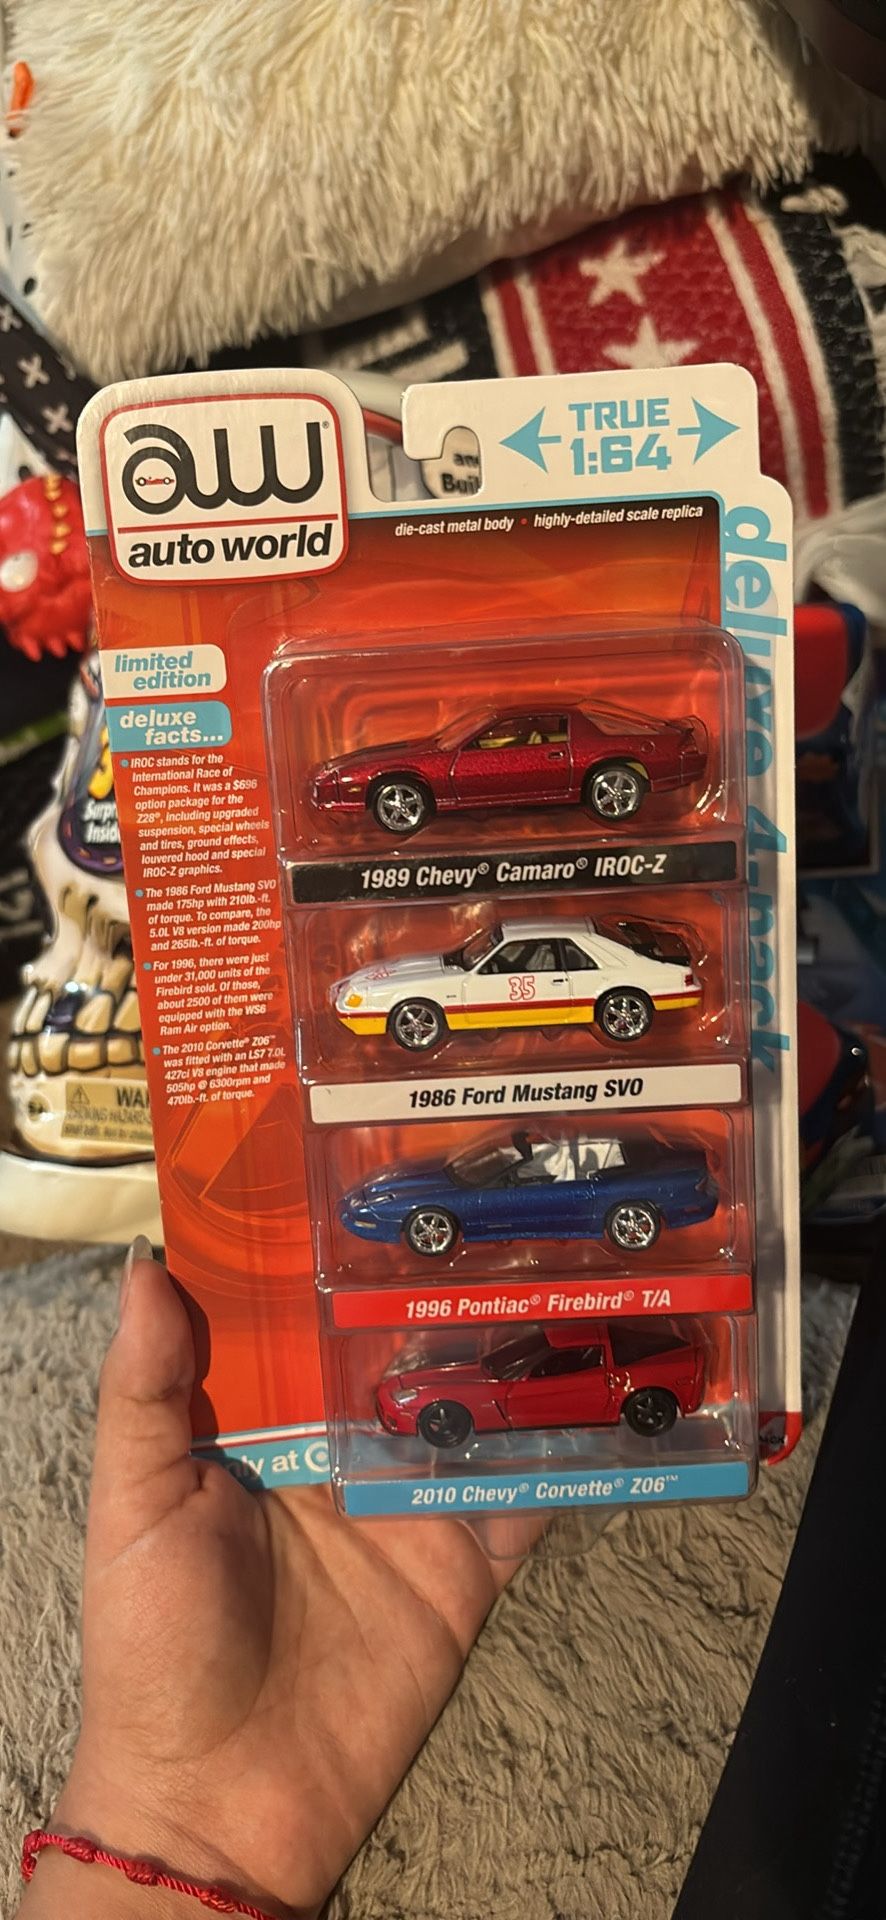 aw®
auto world
TRUE
1:64
die-cast metal body • highly-detailed scale replica
deluxe 4-pack
limited
edition
deluxe
facts...
• IROC stands for the
International Race of
Champions. It was a $696
option package for the
Z28®, including upgraded
suspension, special wheels
and tires, ground effects,
louvered hood and special
IROC-Z graphics.
• The 1986 Ford Mustang SVO
made 175hp with 210lb.-ft.
of torque. To compare, the
5.0L V8 version made 200hp
and 265lb.-ft. of torque.
• For 1996, there were just
under 31,000 units of the
Firebird sold. Of those,
about 2500 of them were
equipped with the WS6
Ram Air option.
• The 2010 Corvette® Z06™
was fitted with an LS7 7.0L
427ci V8 engine that made
505hp @ 6300rpm and
470lb.-ft. of torque.
1989 Chevy® Camaro® IROC-Z
35
1986 Ford Mustang SVO
1996 Pontiac® Firebird® T/A
2010 Chevy® Corvette® Z06™
at
Surp
Insid
WA